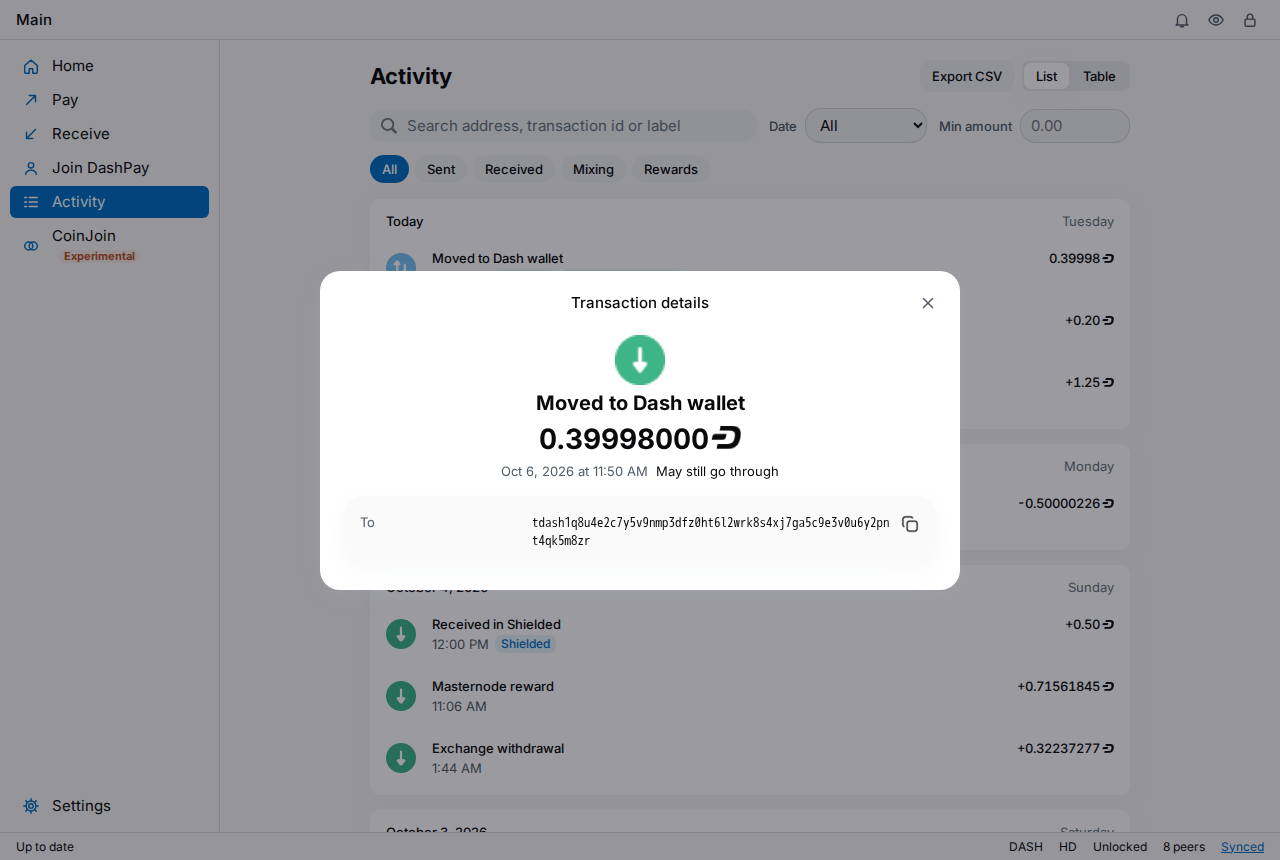 Main
Home
Pay
Receive
Join DashPay
Activity
CoinJoin
Experimental
Settings
Activity
Export CSV
List
Table
Search address, transaction id or label
Date
All
Min amount
0.00
All
Sent
Received
Mixing
Rewards
Today
Tuesday
Moved to Dash wallet
0.39998
+0.20
+1.25
Transaction details
Moved to Dash wallet
0.39998000
Oct 6, 2026 at 11:50 AM May still go through
To
tdash1q8u4e2c7y5v9nmp3dfz0ht6l2wrk8s4xj7ga5c9e3v0u6y2pn
t4qk5m8zr
Monday
-0.50000226
Sunday
Received in Shielded
+0.50
12:00 PM Shielded
Masternode reward
+0.71561845
11:06 AM
Exchange withdrawal
+0.32237277
1:44 AM
October 3, 2026
Saturday
Up to date
DASH
HD
Unlocked
8 peers
Synced